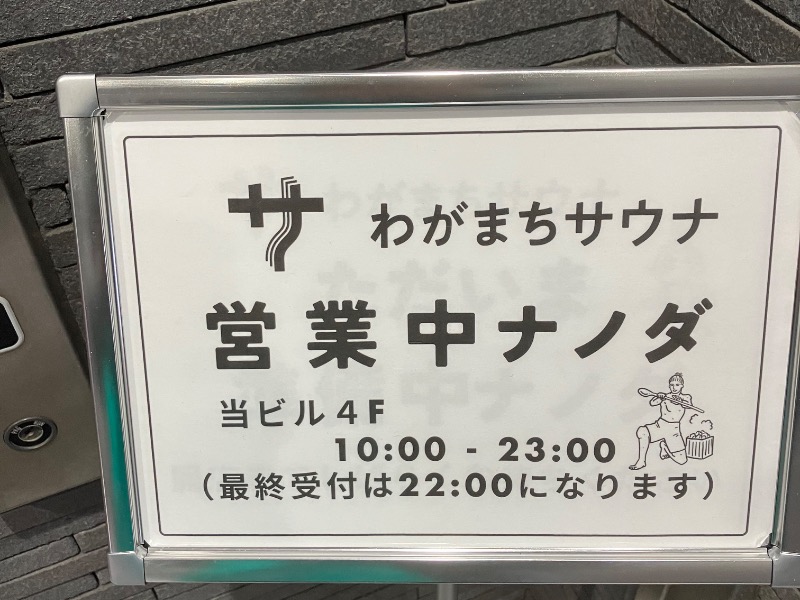 サ わがまちサウナ
営業中ナノダ
当ビル4F
10:00 - 23:00
(最終受付は22:00になります)